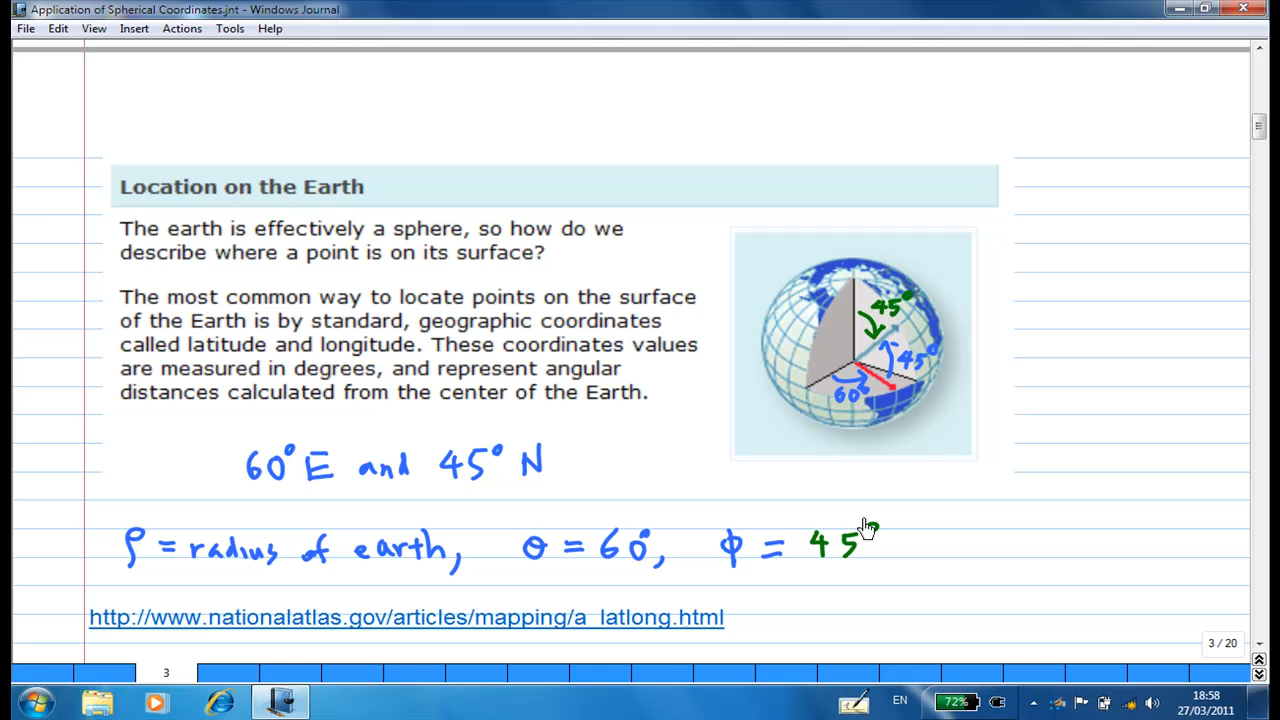 Application of Spherical Coordinates.jnt - Windows Journal
File Edit View Insert Actions Tools Help
Location on the Earth
The earth is effectively a sphere, so how do we
describe where a point is on its surface?
The most common way to locate points on the surface
of the Earth is by standard, geographic coordinates
called latitude and longitude. These coordinates values
are measured in degrees, and represent angular
distances calculated from the center of the Earth.
45°
45°
60°
60° E and 45° N
ρ = radius of earth, θ = 60°, φ = 45°
http://www.nationalatlas.gov/articles/mapping/a_latlong.html
3 / 20
3
EN
72%
18:58
27/03/2011